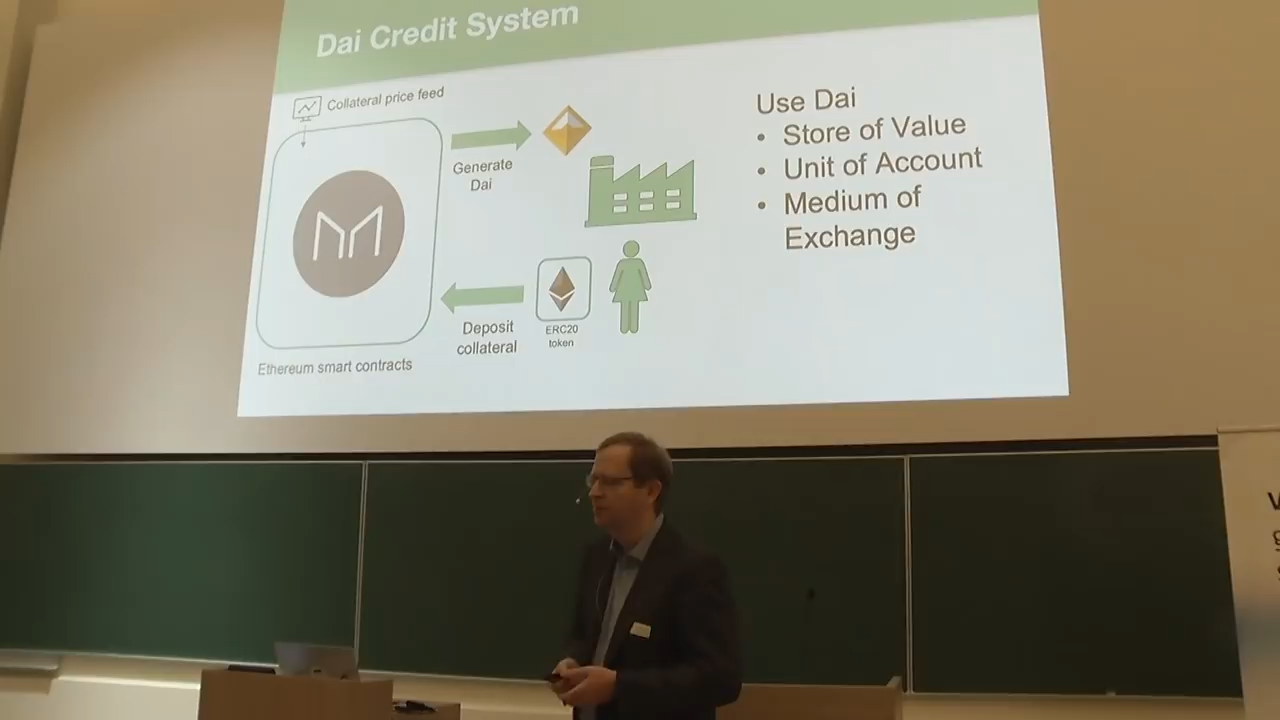 Dai Credit System
Collateral price feed
Generate
Dai
Deposit
collateral
ERC20
token
Ethereum smart contracts
Use Dai
• Store of Value
• Unit of Account
• Medium of
Exchange